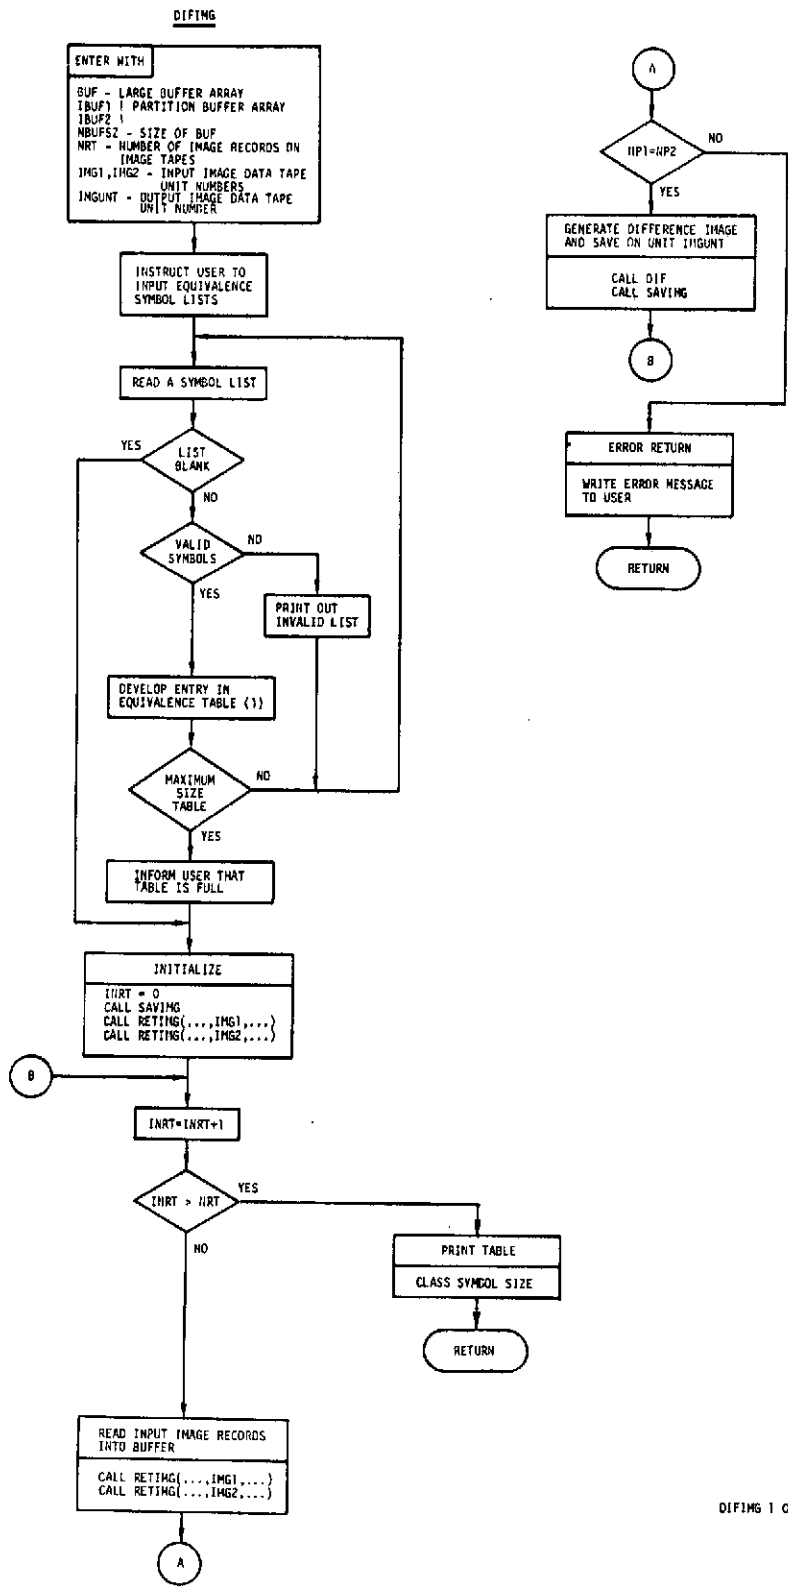 DIFIMG
ENTER WITH
BUF - LARGE BUFFER ARRAY
IBUF1 } PARTITION BUFFER ARRAY
IBUF2 }
NBUFSZ - SIZE OF BUF
NRT - NUMBER OF IMAGE RECORDS ON
IMAGE TAPES
IMG1,IMG2 - INPUT IMAGE DATA TAPE
UNIT NUMBERS
IMGUNT - OUTPUT IMAGE DATA TAPE
UNIT NUMBER
INSTRUCT USER TO
INPUT EQUIVALENCE
SYMBOL LISTS
READ A SYMBOL LIST
YES
LIST
BLANK
NO
VALID
SYMBOLS
NO
YES
PRINT OUT
INVALID LIST
DEVELOP ENTRY IN
EQUIVALENCE TABLE (1)
MAXIMUM
SIZE
TABLE
NO
YES
INFORM USER THAT
TABLE IS FULL
INITIALIZE
INRT = 0
CALL SAVIMG
CALL RETIMG(...,IMG1,...)
CALL RETIMG(...,IMG2,...)
B
INRT=INRT+1
INRT > NRT
YES
NO
PRINT TABLE
CLASS SYMBOL SIZE
RETURN
READ INPUT IMAGE RECORDS
INTO BUFFER
CALL RETIMG(...,IMG1,...)
CALL RETIMG(...,IMG2,...)
A
A
NP1=NP2
NO
YES
GENERATE DIFFERENCE IMAGE
AND SAVE ON UNIT IMGUNT
CALL DIF
CALL SAVIMG
B
ERROR RETURN
WRITE ERROR MESSAGE
TO USER
RETURN
DIFIMG 1 O